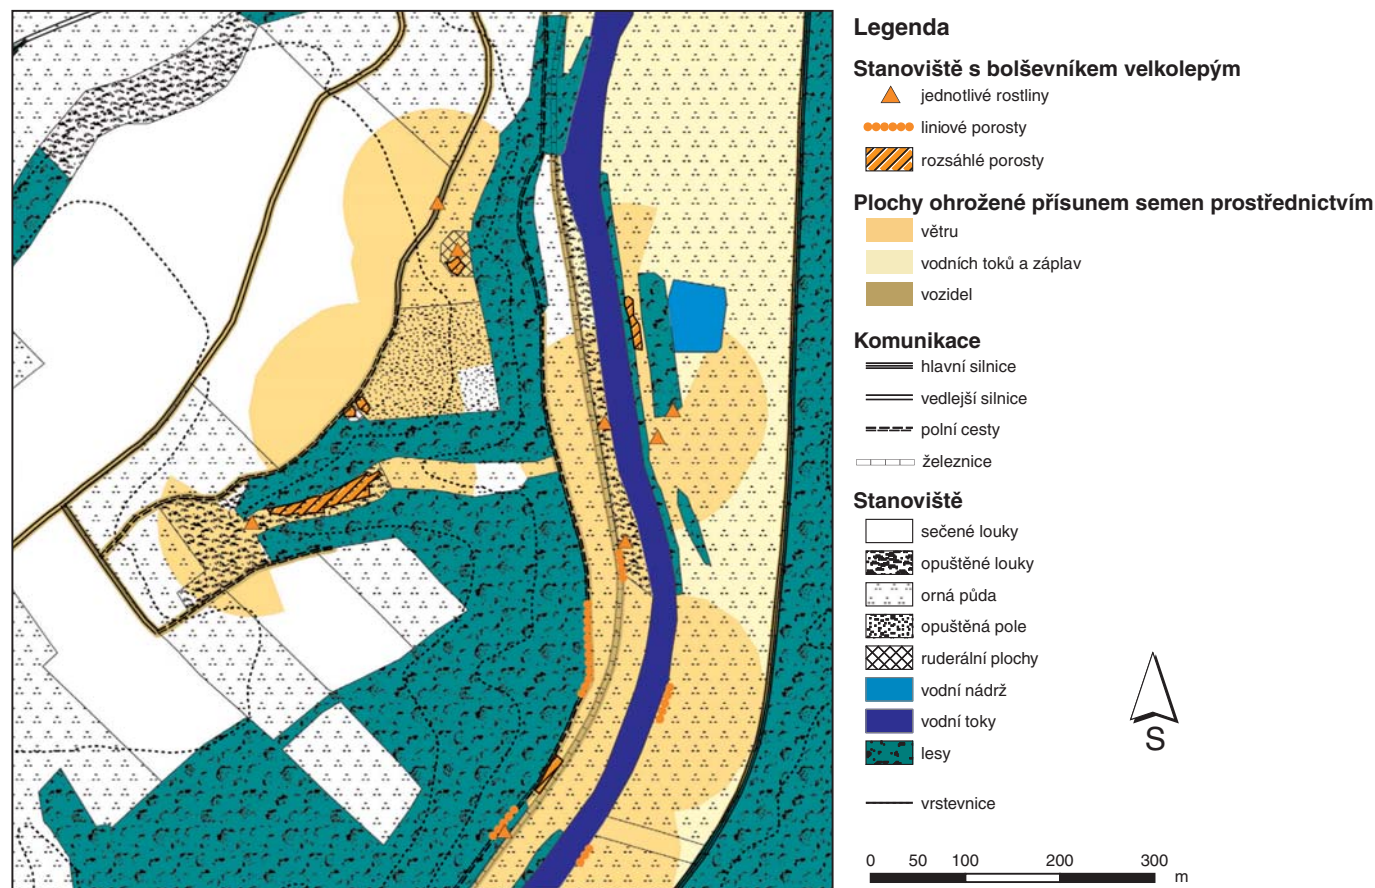 Legenda
Stanoviště s bolševníkem velkolepým
jednotlivé rostliny
liniové porosty
rozsáhlé porosty
Plochy ohrožené přísunem semen prostřednictvím
větru
vodních toků a záplav
vozidel
Komunikace
hlavní silnice
vedlejší silnice
polní cesty
železnice
Stanoviště
sečené louky
opuštěné louky
orná půda
opuštěná pole
ruderální plochy
vodní nádrž
vodní toky
lesy
vrstevnice
S
0 50 100 200 300
m